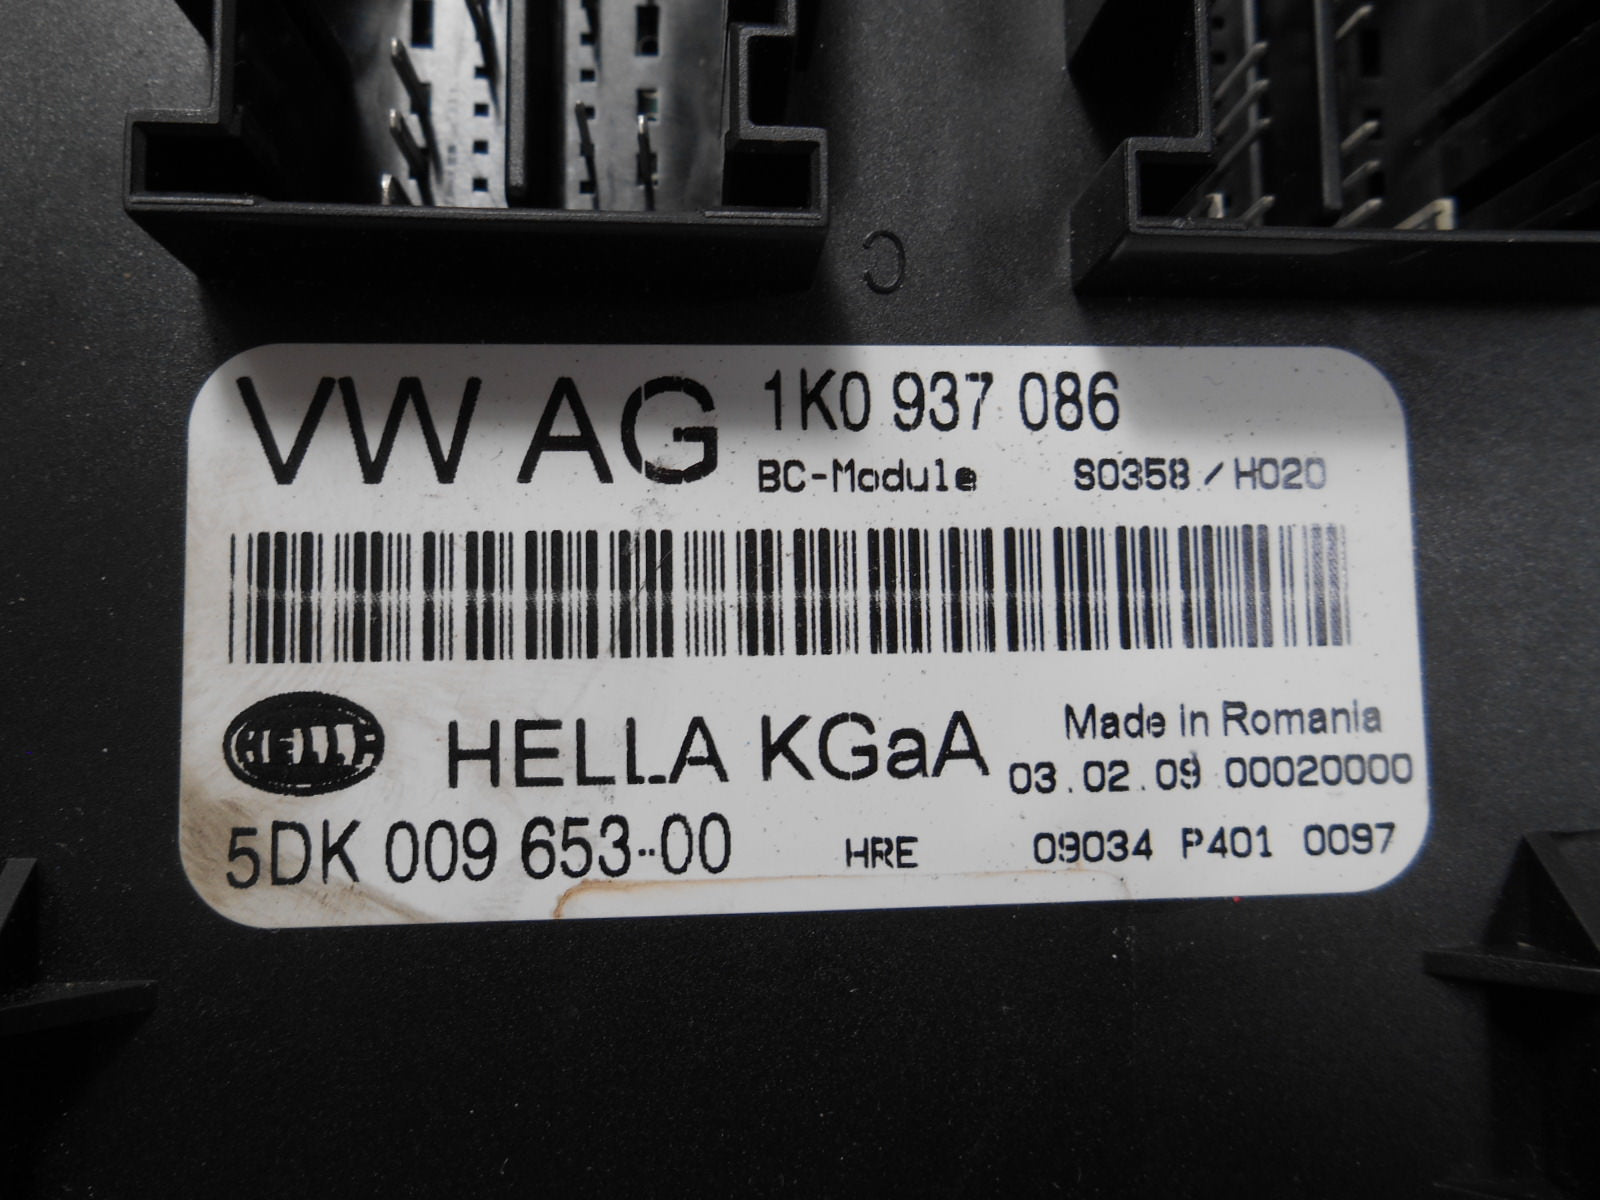 C
VW AG 1K0 937 086
BC-Module S0358/H020
HELLA HELLA KGaA Made in Romania
03.02.09 00020000
5DK 009 653-00 HRE 09034 P401 0097